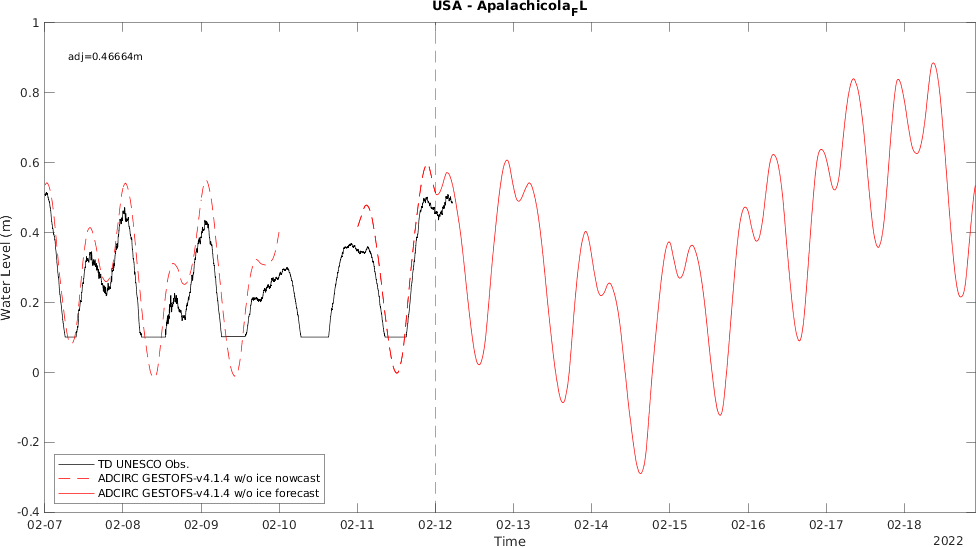 USA - Apalachicola_FL
adj=0.46664m
1
0.8
0.6
0.4
0.2
0
-0.2
-0.4
Water Level (m)
TD UNESCO Obs.
ADCIRC GESTOFS-v4.1.4 w/o ice nowcast
ADCIRC GESTOFS-v4.1.4 w/o ice forecast
02-07 02-08 02-09 02-10 02-11 02-12 02-13 02-14 02-15 02-16 02-17 02-18
Time
2022